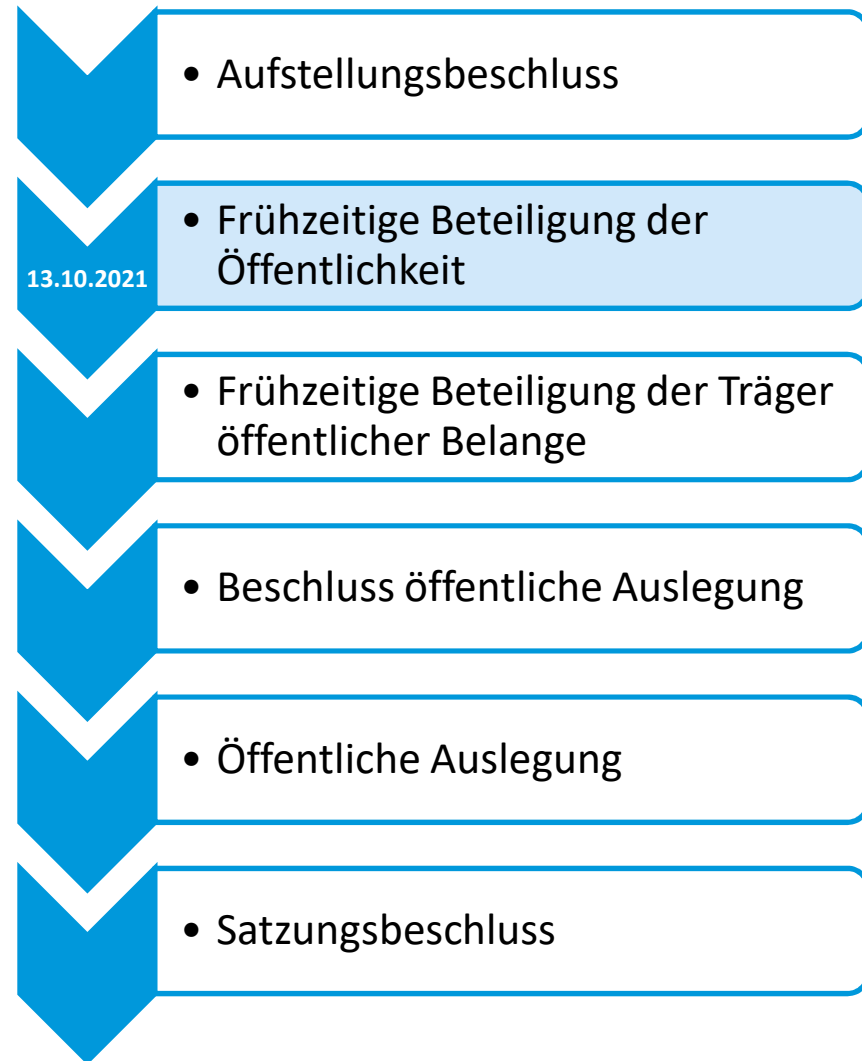 • Aufstellungsbeschluss
13.10.2021
• Frühzeitige Beteiligung der
Öffentlichkeit
• Frühzeitige Beteiligung der Träger
öffentlicher Belange
• Beschluss öffentliche Auslegung
• Öffentliche Auslegung
• Satzungsbeschluss